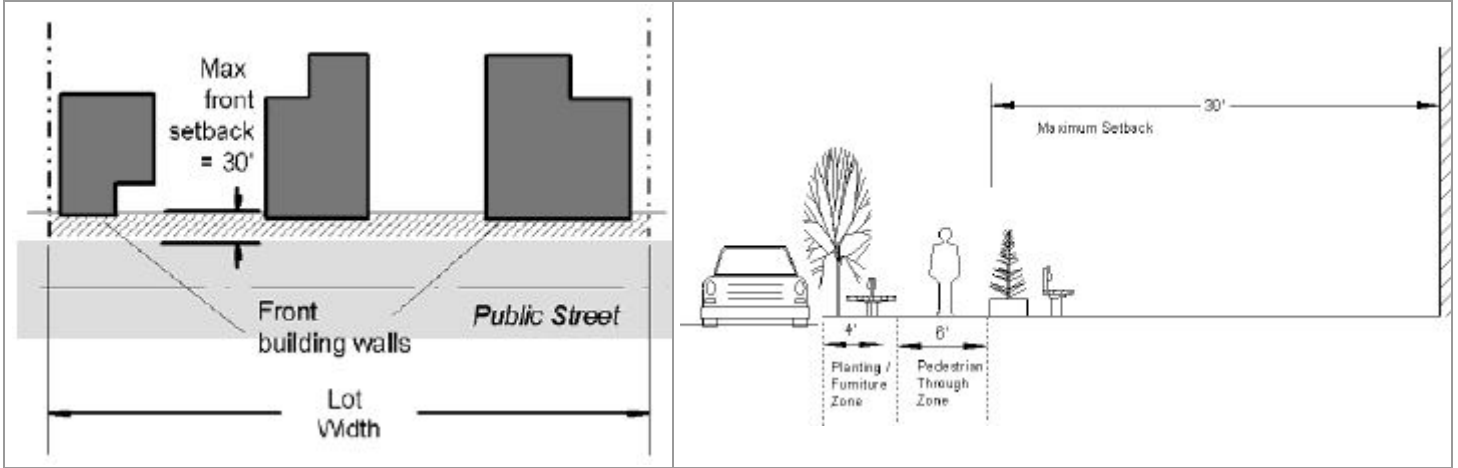 Max
front
setback
= 30'
Front
building walls
Public Street
Lot
Width
30'
Maximum Setback
4'
6'
Planting /
Furniture
Zone
Pedestrian
Through
Zone